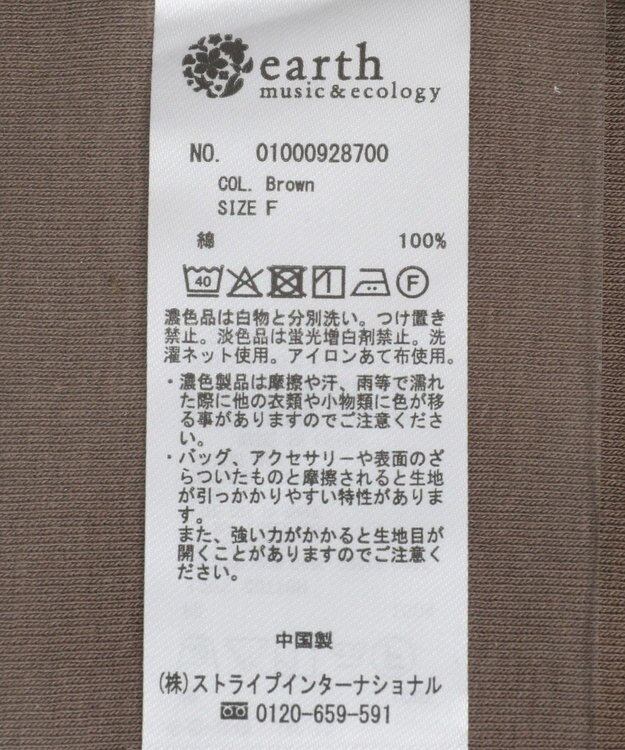 earth
music&ecology
NO. 01000928700
COL. Brown
SIZE F
綿 100%
40 F
濃色品は白物と分別洗い。つけ置き
禁止。淡色品は蛍光増白剤禁止。洗
濯ネット使用。アイロンあて布使用。
・濃色製品は摩擦や汗、雨等で濡れ
た際に他の衣類や小物類に色が移
る事がありますのでご注意くださ
い。
・バッグ、アクセサリーや表面のざ
らついたものと摩擦されると生地
が引っかかりやすい特性がありま
す。
また、強い力がかかると生地目が
開くことがありますのでご注意く
ださい。
中国製
(株)ストライプインターナショナル
0120-659-591